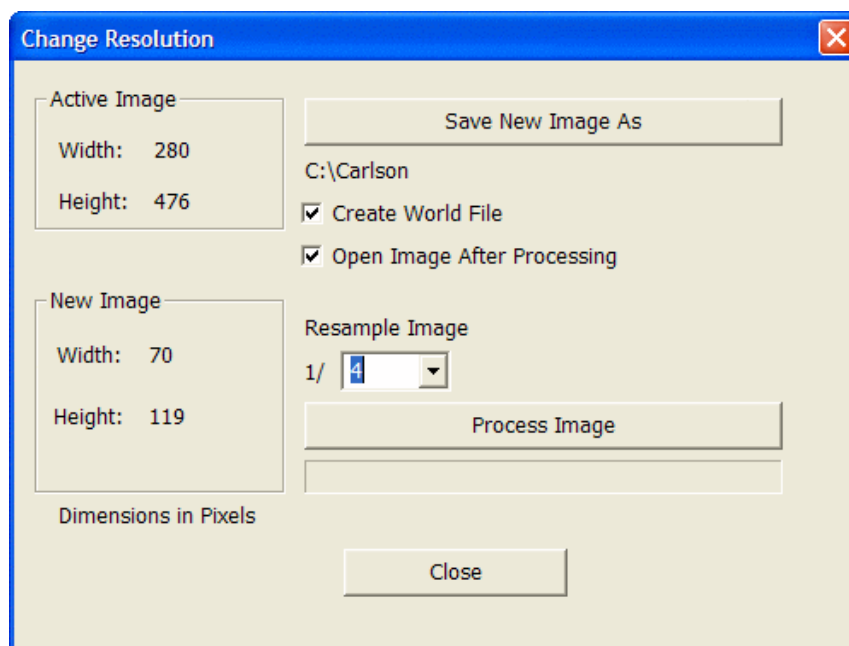 Change Resolution
Active Image
Width: 280
Height: 476
Save New Image As
C:\Carlson
Create World File
Open Image After Processing
New Image
Width: 70
Height: 119
Dimensions in Pixels
Resample Image
1/ 4
Process Image
Close